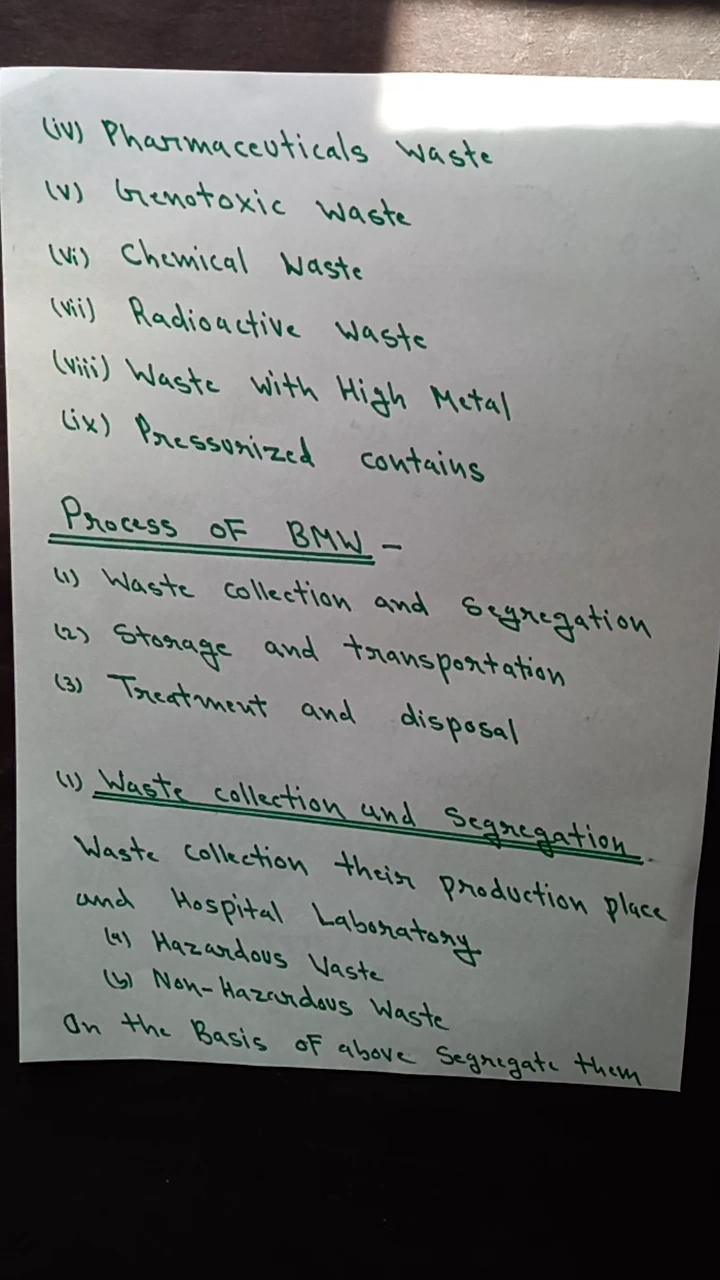 (iv) Pharmaceuticals Waste
(v) Genotoxic Waste
(vi) Chemical Waste
(vii) Radioactive Waste
(viii) Waste with High Metal
(ix) Pressurized contains
Process of BMW -
(1) Waste collection and Segregation
(2) Storage and transportation
(3) Treatment and disposal
(1) Waste collection and Segregation
Waste collection their production place
and Hospital Laboratory
(a) Hazardous Vaste
(b) Non-Hazardous Waste
On the Basis of above Segregate them